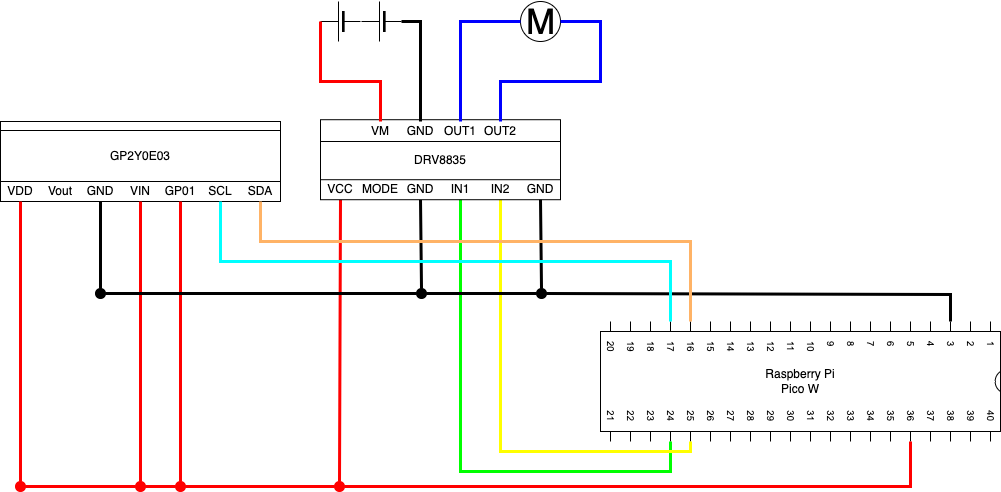 M
VM GND OUT1 OUT2
GP2Y0E03
DRV8835
VDD Vout GND VIN GP01 SCL SDA
VCC MODE GND IN1 IN2 GND
20 19 18 17 16 15 14 13 12 11 10 9 8 7 6 5 4 3 2 1
Raspberry Pi
Pico W
21 22 23 24 25 26 27 28 29 30 31 32 33 34 35 36 37 38 39 40